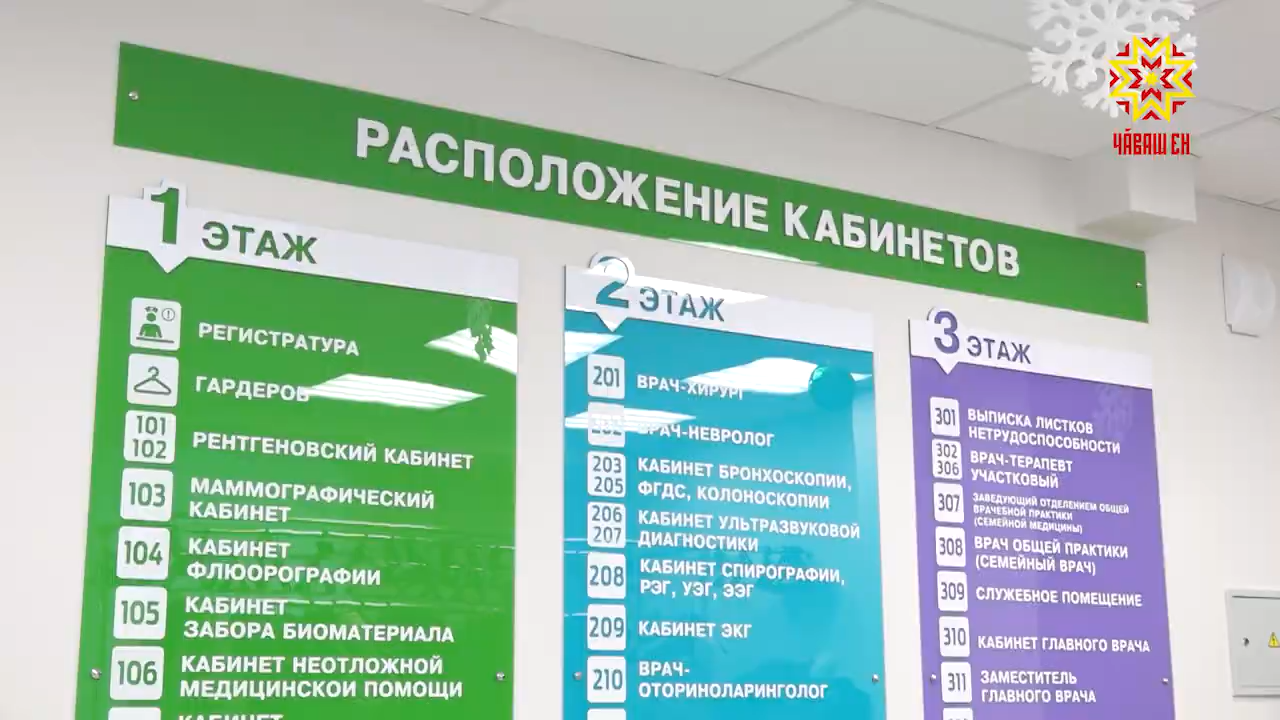 ЧӐВАШ ЕН
РАСПОЛОЖЕНИЕ КАБИНЕТОВ
1 ЭТАЖ
РЕГИСТРАТУРА
ГАРДЕРОБ
101
102
РЕНТГЕНОВСКИЙ КАБИНЕТ
103
МАММОГРАФИЧЕСКИЙ
КАБИНЕТ
104
КАБИНЕТ
ФЛЮОРОГРАФИИ
105
КАБИНЕТ
ЗАБОРА БИОМАТЕРИАЛА
106
КАБИНЕТ НЕОТЛОЖНОЙ
МЕДИЦИНСКОЙ ПОМОЩИ
КАБИНЕТ
2 ЭТАЖ
201
ВРАЧ-ХИРУРГ
202
ВРАЧ-НЕВРОЛОГ
203
205
КАБИНЕТ БРОНХОСКОПИИ,
ФГДС, КОЛОНОСКОПИИ
206
207
КАБИНЕТ УЛЬТРАЗВУКОВОЙ
ДИАГНОСТИКИ
208
КАБИНЕТ СПИРОГРАФИИ,
РЭГ, УЭГ, ЭЭГ
209
КАБИНЕТ ЭКГ
210
ВРАЧ-
ОТОРИНОЛАРИНГОЛОГ
3 ЭТАЖ
301
ВЫПИСКА ЛИСТКОВ
НЕТРУДОСПОСОБНОСТИ
302
306
ВРАЧ-ТЕРАПЕВТ
УЧАСТКОВЫЙ
307
ЗАВЕДУЮЩИЙ ОТДЕЛЕНИЕМ ОБЩЕЙ
ВРАЧЕБНОЙ ПРАКТИКИ
(СЕМЕЙНОЙ МЕДИЦИНЫ)
308
ВРАЧ ОБЩЕЙ ПРАКТИКИ
(СЕМЕЙНЫЙ ВРАЧ)
309
СЛУЖЕБНОЕ ПОМЕЩЕНИЕ
310
КАБИНЕТ ГЛАВНОГО ВРАЧА
311
ЗАМЕСТИТЕЛЬ
ГЛАВНОГО ВРАЧА